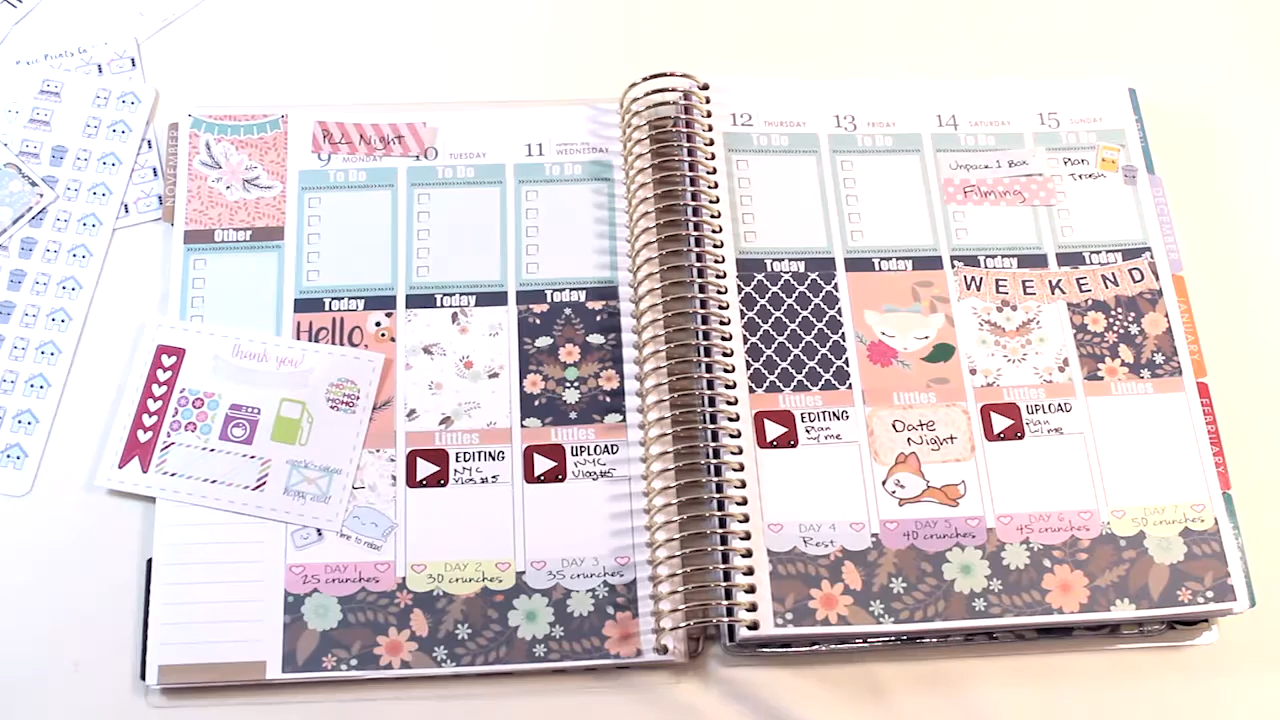 NOVEMBER
Other
PLL Night
9 MONDAY
10 TUESDAY
11 WEDNESDAY
To Do
To Do
To Do
Today
Today
Today
Hello,
Littles
Littles
EDITING
NYC
Vlog #5
UPLOAD
NYC
Vlog #5
time to relax!
DAY 1
25 crunches
DAY 2
30 crunches
DAY 3
35 crunches
thank you!
HOHO
HOHO
HOHO
happy mail!
12 THURSDAY
13 FRIDAY
14 SATURDAY
15 SUNDAY
To Do
To Do
To Do
To Do
Unpack 1 Box
Filming
Plan
Trash
Today
Today
Today
Today
WEEKEND
Littles
Littles
Littles
Littles
EDITING
Plan
w/ me
Date
Night
UPLOAD
Plan
w/ me
DAY 4
Rest
DAY 5
40 crunches
DAY 6
45 crunches
DAY 7
50 crunches
DECEMBER
JANUARY
FEBRUARY